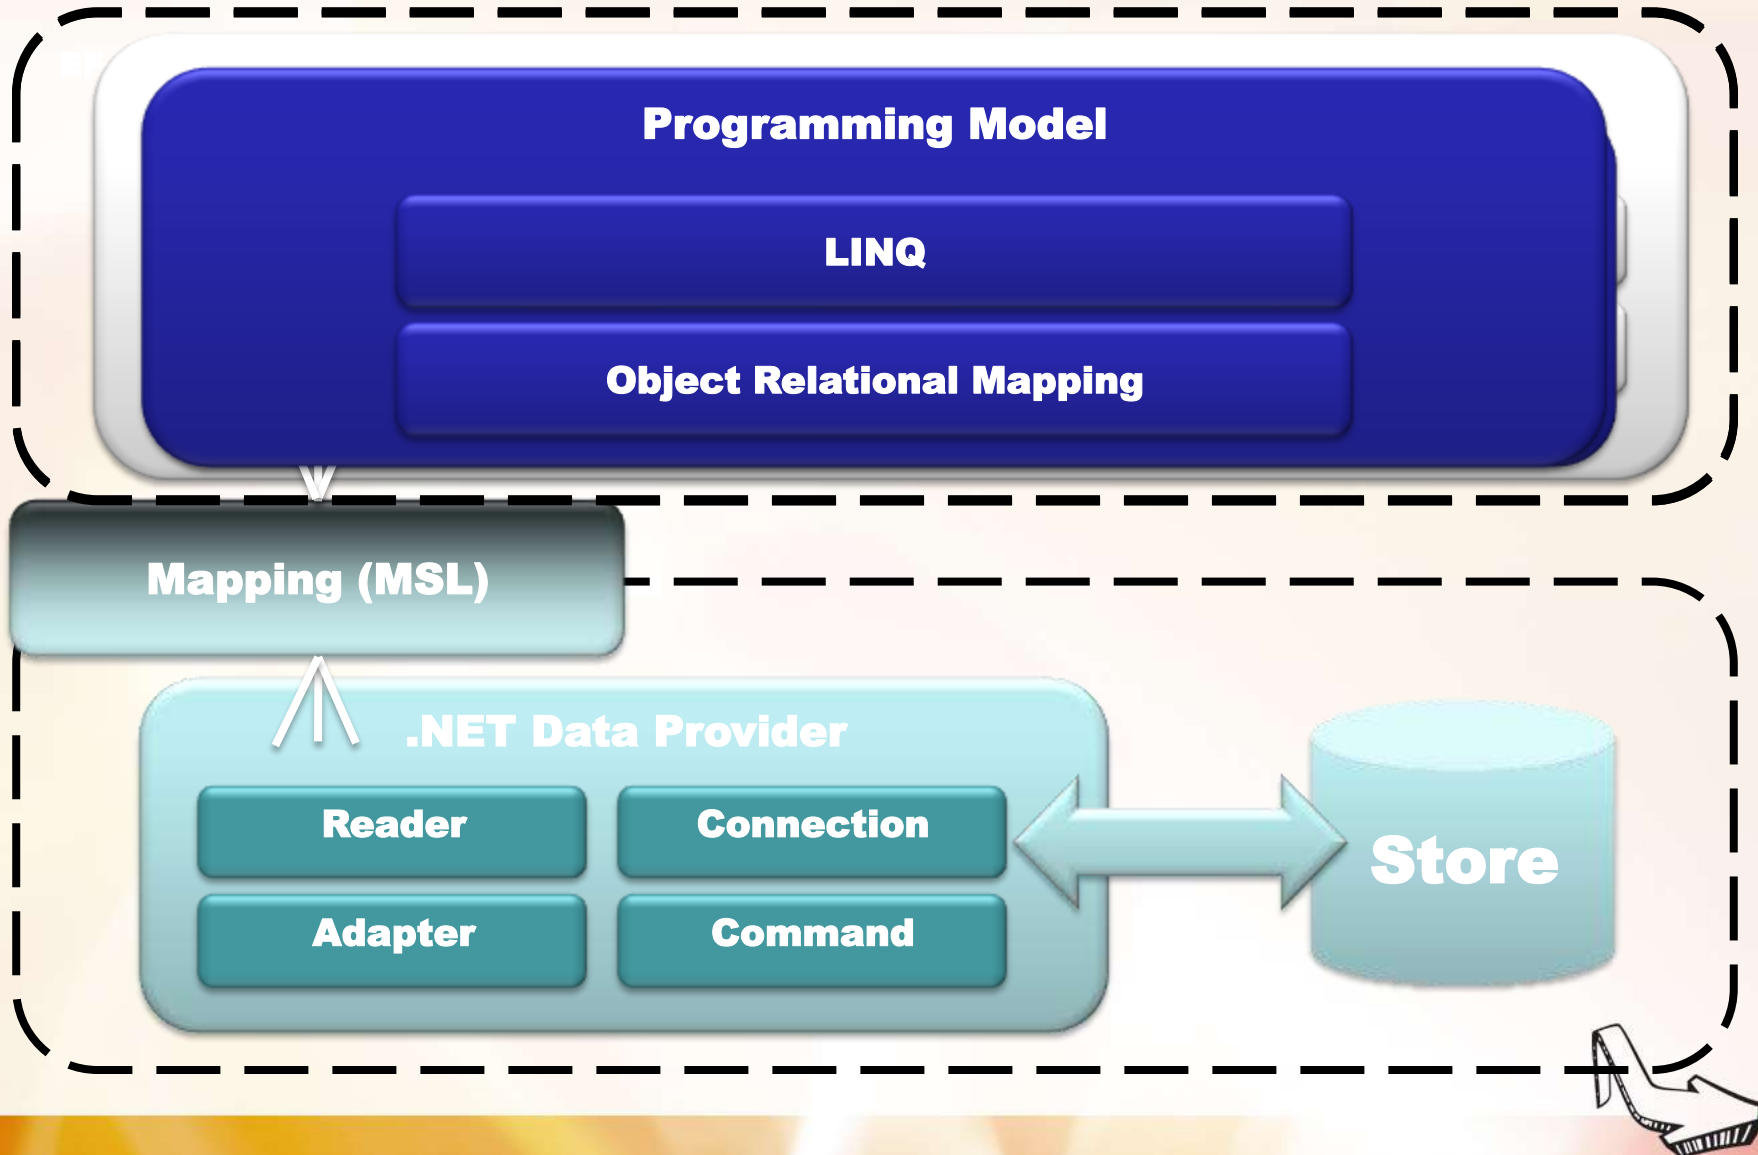 Programming Model
LINQ
Object Relational Mapping
Mapping (MSL)
.NET Data Provider
Reader
Connection
Adapter
Command
Store